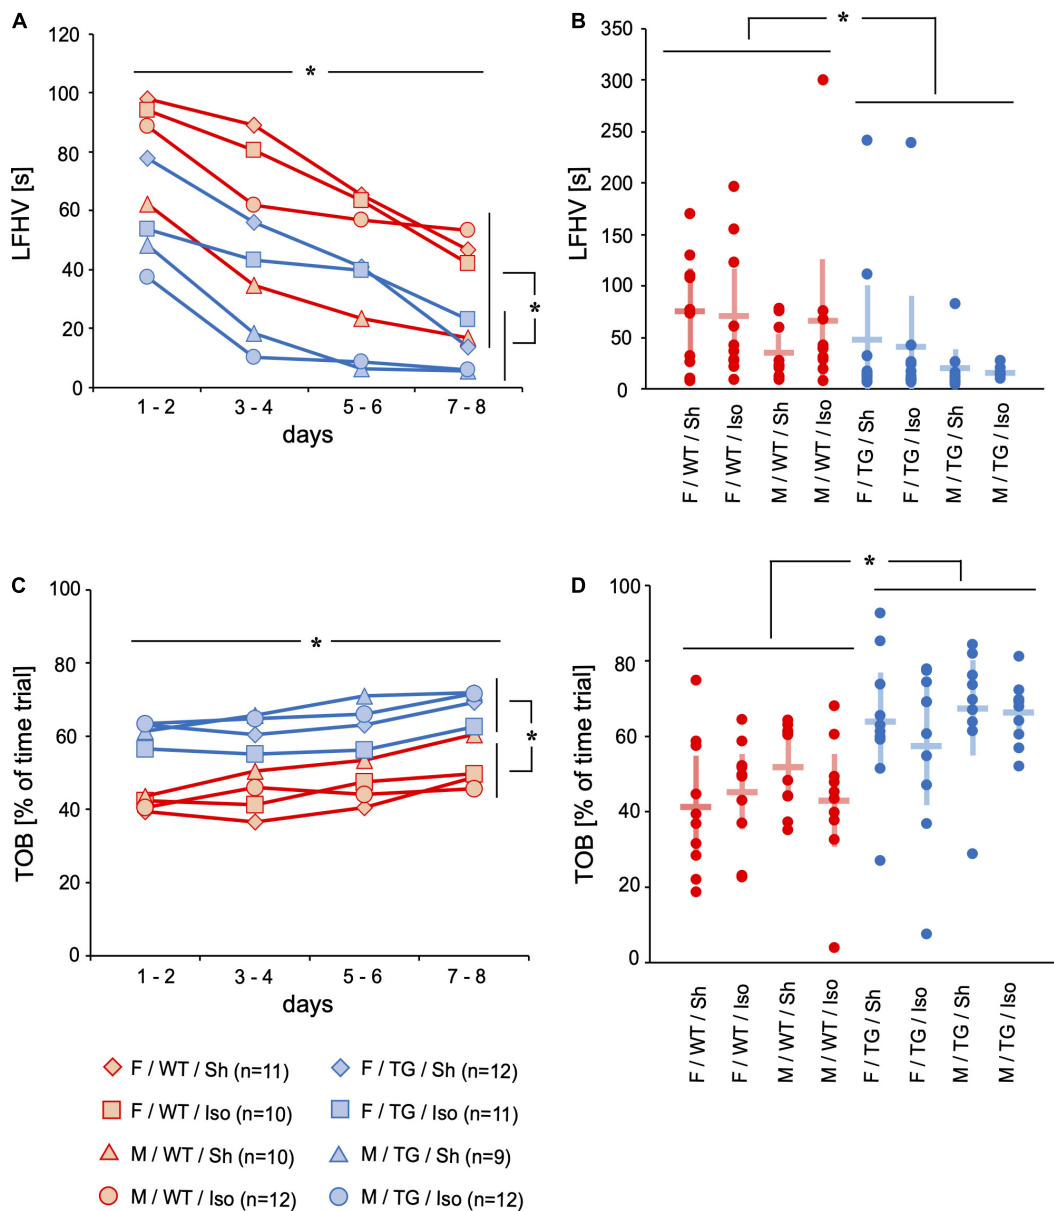 A
120
100
80
60
40
20
0
LFHV [s]
*
*
1 - 2
3 - 4
5 - 6
7 - 8
days
B
350
300
250
200
150
100
50
0
LFHV [s]
*
F / WT / Sh
F / WT / Iso
M / WT / Sh
M / WT / Iso
F / TG / Sh
F / TG / Iso
M / TG / Sh
M / TG / Iso
C
100
80
60
40
20
0
TOB [% of time trial]
*
*
1 - 2
3 - 4
5 - 6
7 - 8
days
D
100
80
60
40
20
0
TOB [% of time trial]
*
F / WT / Sh
F / WT / Iso
M / WT / Sh
M / WT / Iso
F / TG / Sh
F / TG / Iso
M / TG / Sh
M / TG / Iso
F / WT / Sh (n=11)
F / WT / Iso (n=10)
M / WT / Sh (n=10)
M / WT / Iso (n=12)
F / TG / Sh (n=12)
F / TG / Iso (n=11)
M / TG / Sh (n=9)
M / TG / Iso (n=12)